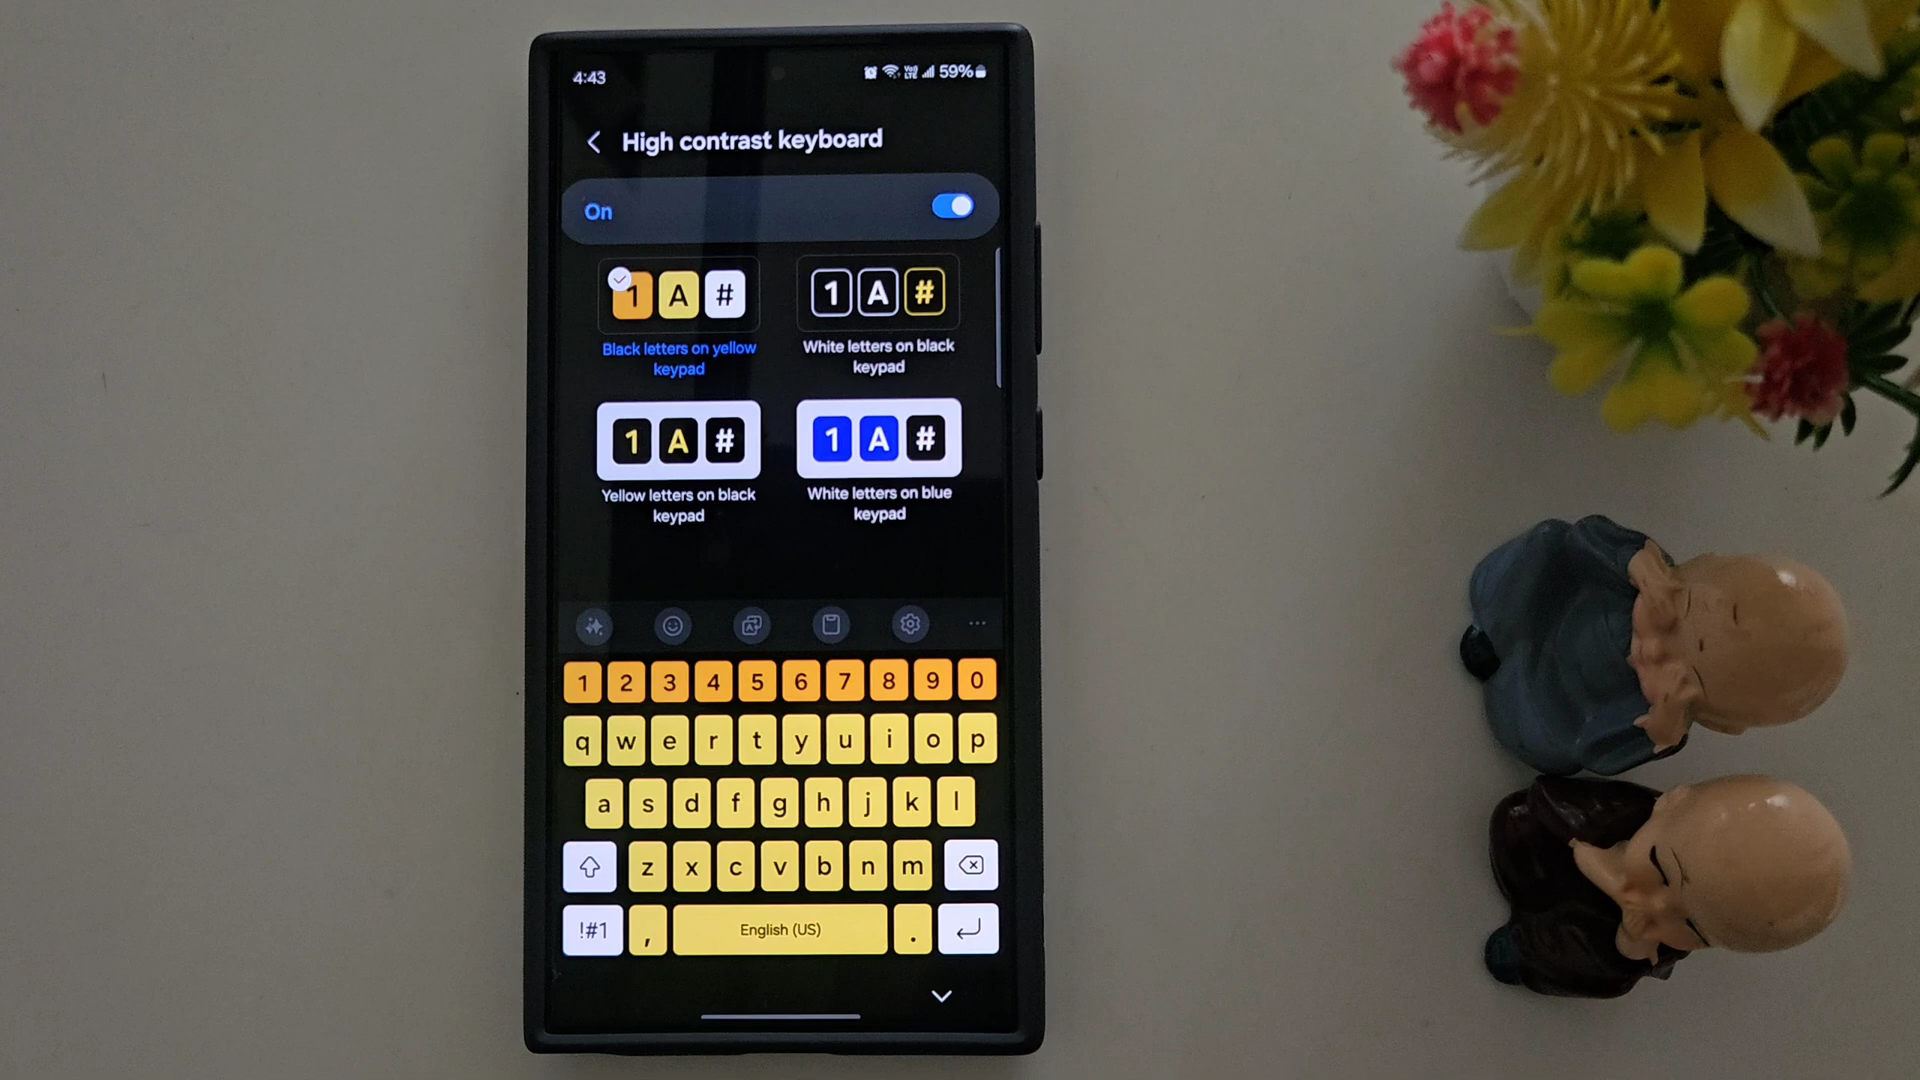 4:43 Vo) LTE 59%
High contrast keyboard
On
1 A # 1 A #
Black letters on yellow keypad
White letters on black keypad
1 A # 1 A #
Yellow letters on black keypad
White letters on blue keypad
1 2 3 4 5 6 7 8 9 0
q w e r t y u i o p
a s d f g h j k l
z x c v b n m
!#1 , English (US) .